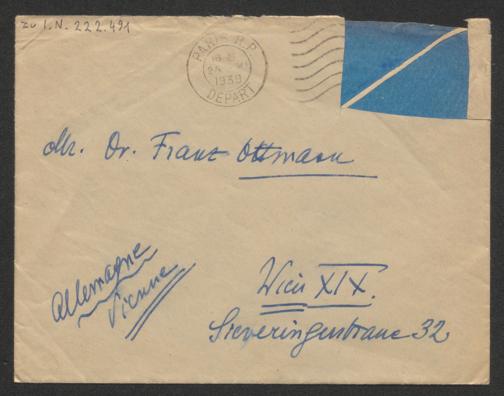 zu I.N. 222.491
PARIS R.P.
1939
DEPART
Mr. Dr. Franz Ottmann
Allemagne
Vienne
Wien XIX.
Sieveringerstrasse 32